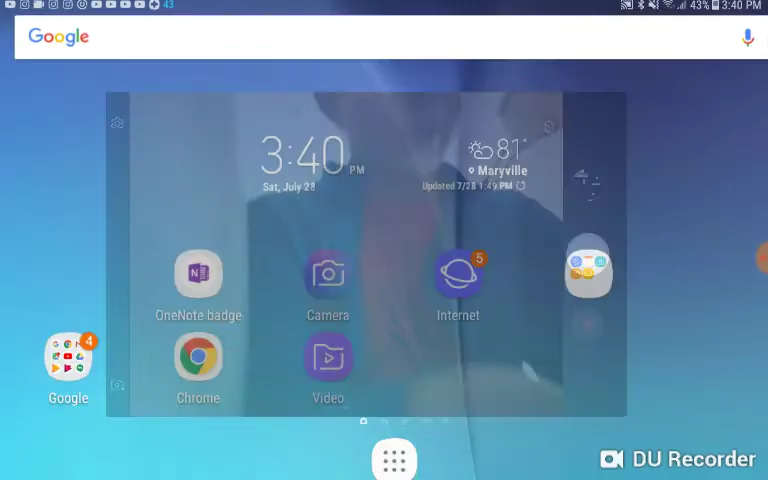 43
43% 3:40 PM
Google
3:40 PM
Sat, July 28
81°
Maryville
Updated 7/28 1:49 PM
5
OneNote badge
Camera
Internet
4
Google
Chrome
Video
DU Recorder